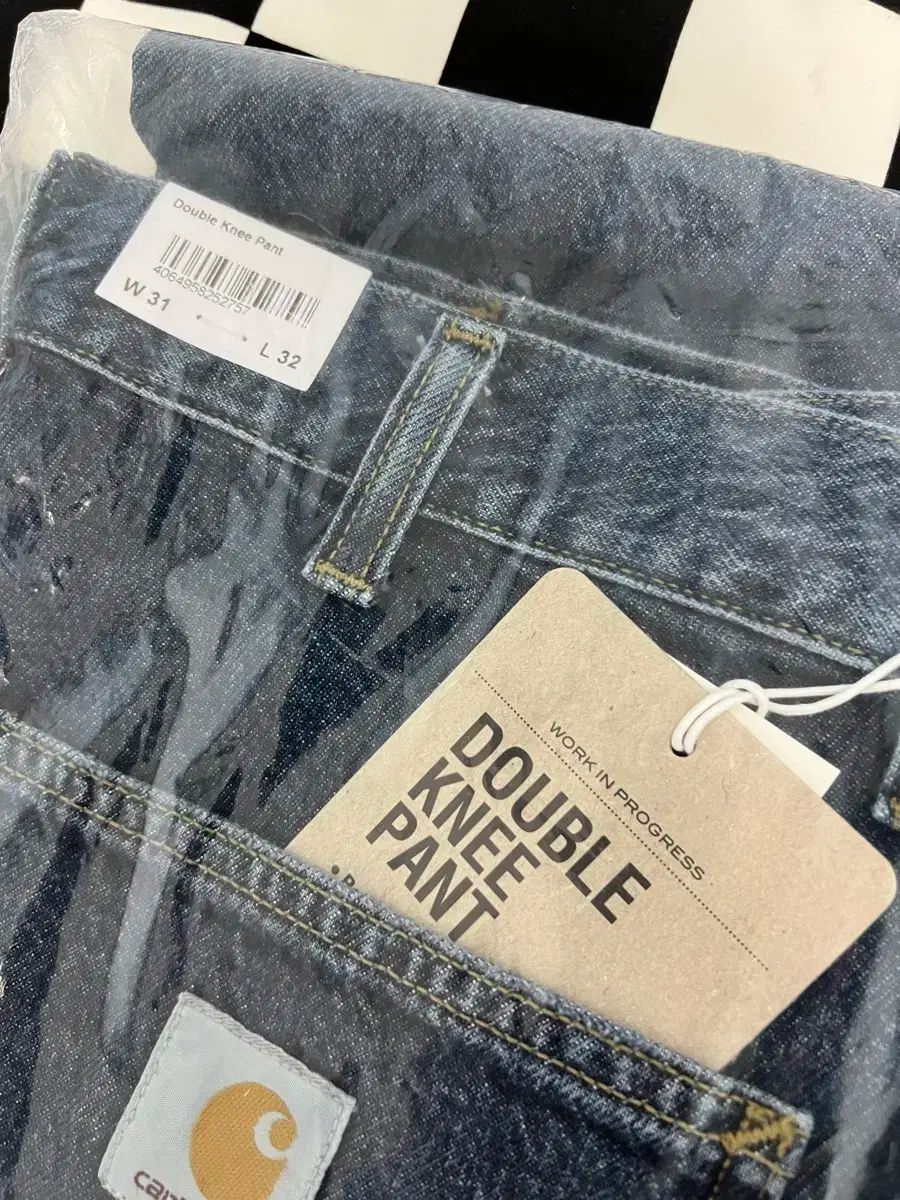 Double Knee Pant
4064958252757
W 31
L 32
WORK IN PROGRESS
DOUBLE
KNEE
PANT